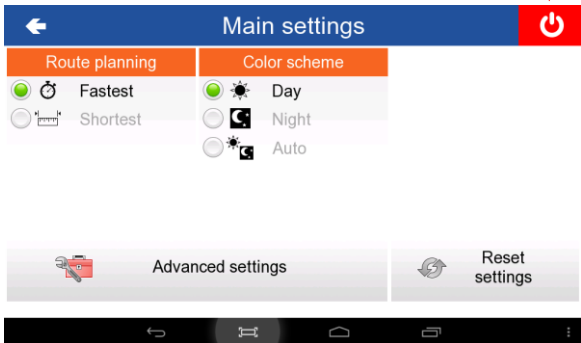 Main settings
Route planning
Color scheme
Fastest
Day
Shortest
Night
Auto
Advanced settings
Reset
settings